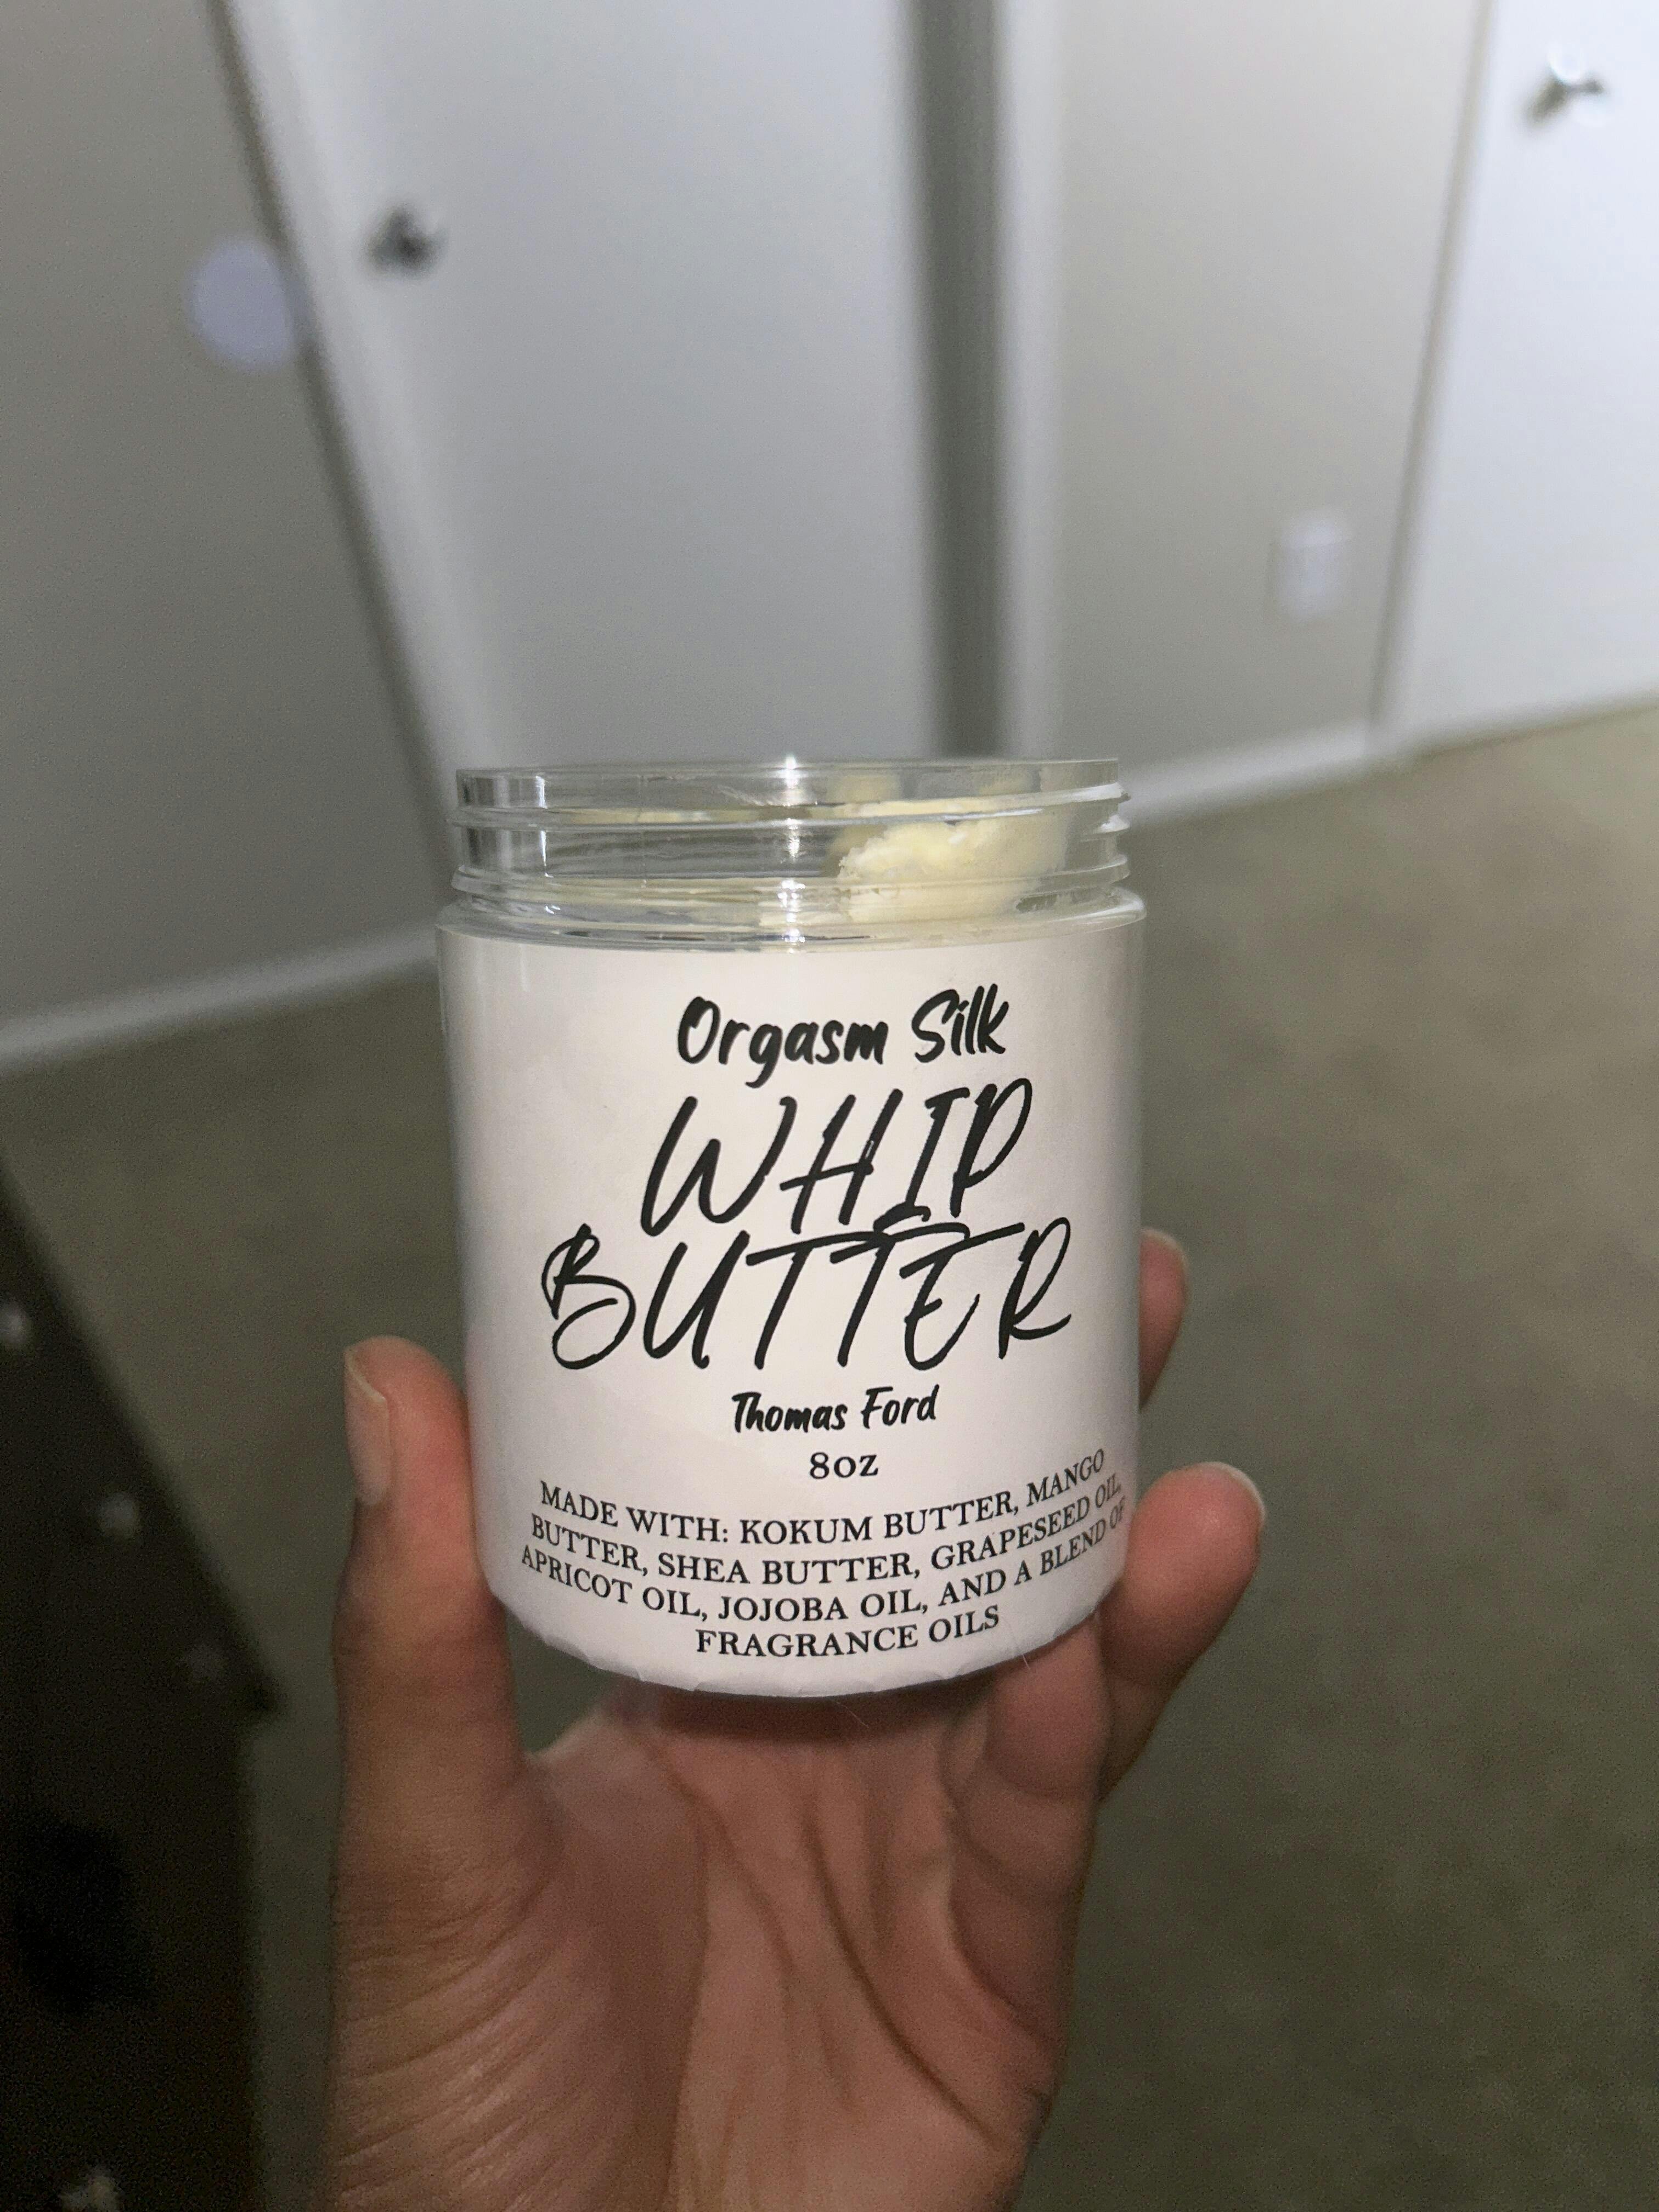 Orgasm Silk
WHIP
BUTTER
Thomas Ford
8oz
MADE WITH: KOKUM BUTTER, MANGO
BUTTER, SHEA BUTTER, GRAPESEED OIL,
APRICOT OIL, JOJOBA OIL, AND A BLEND OF
FRAGRANCE OILS